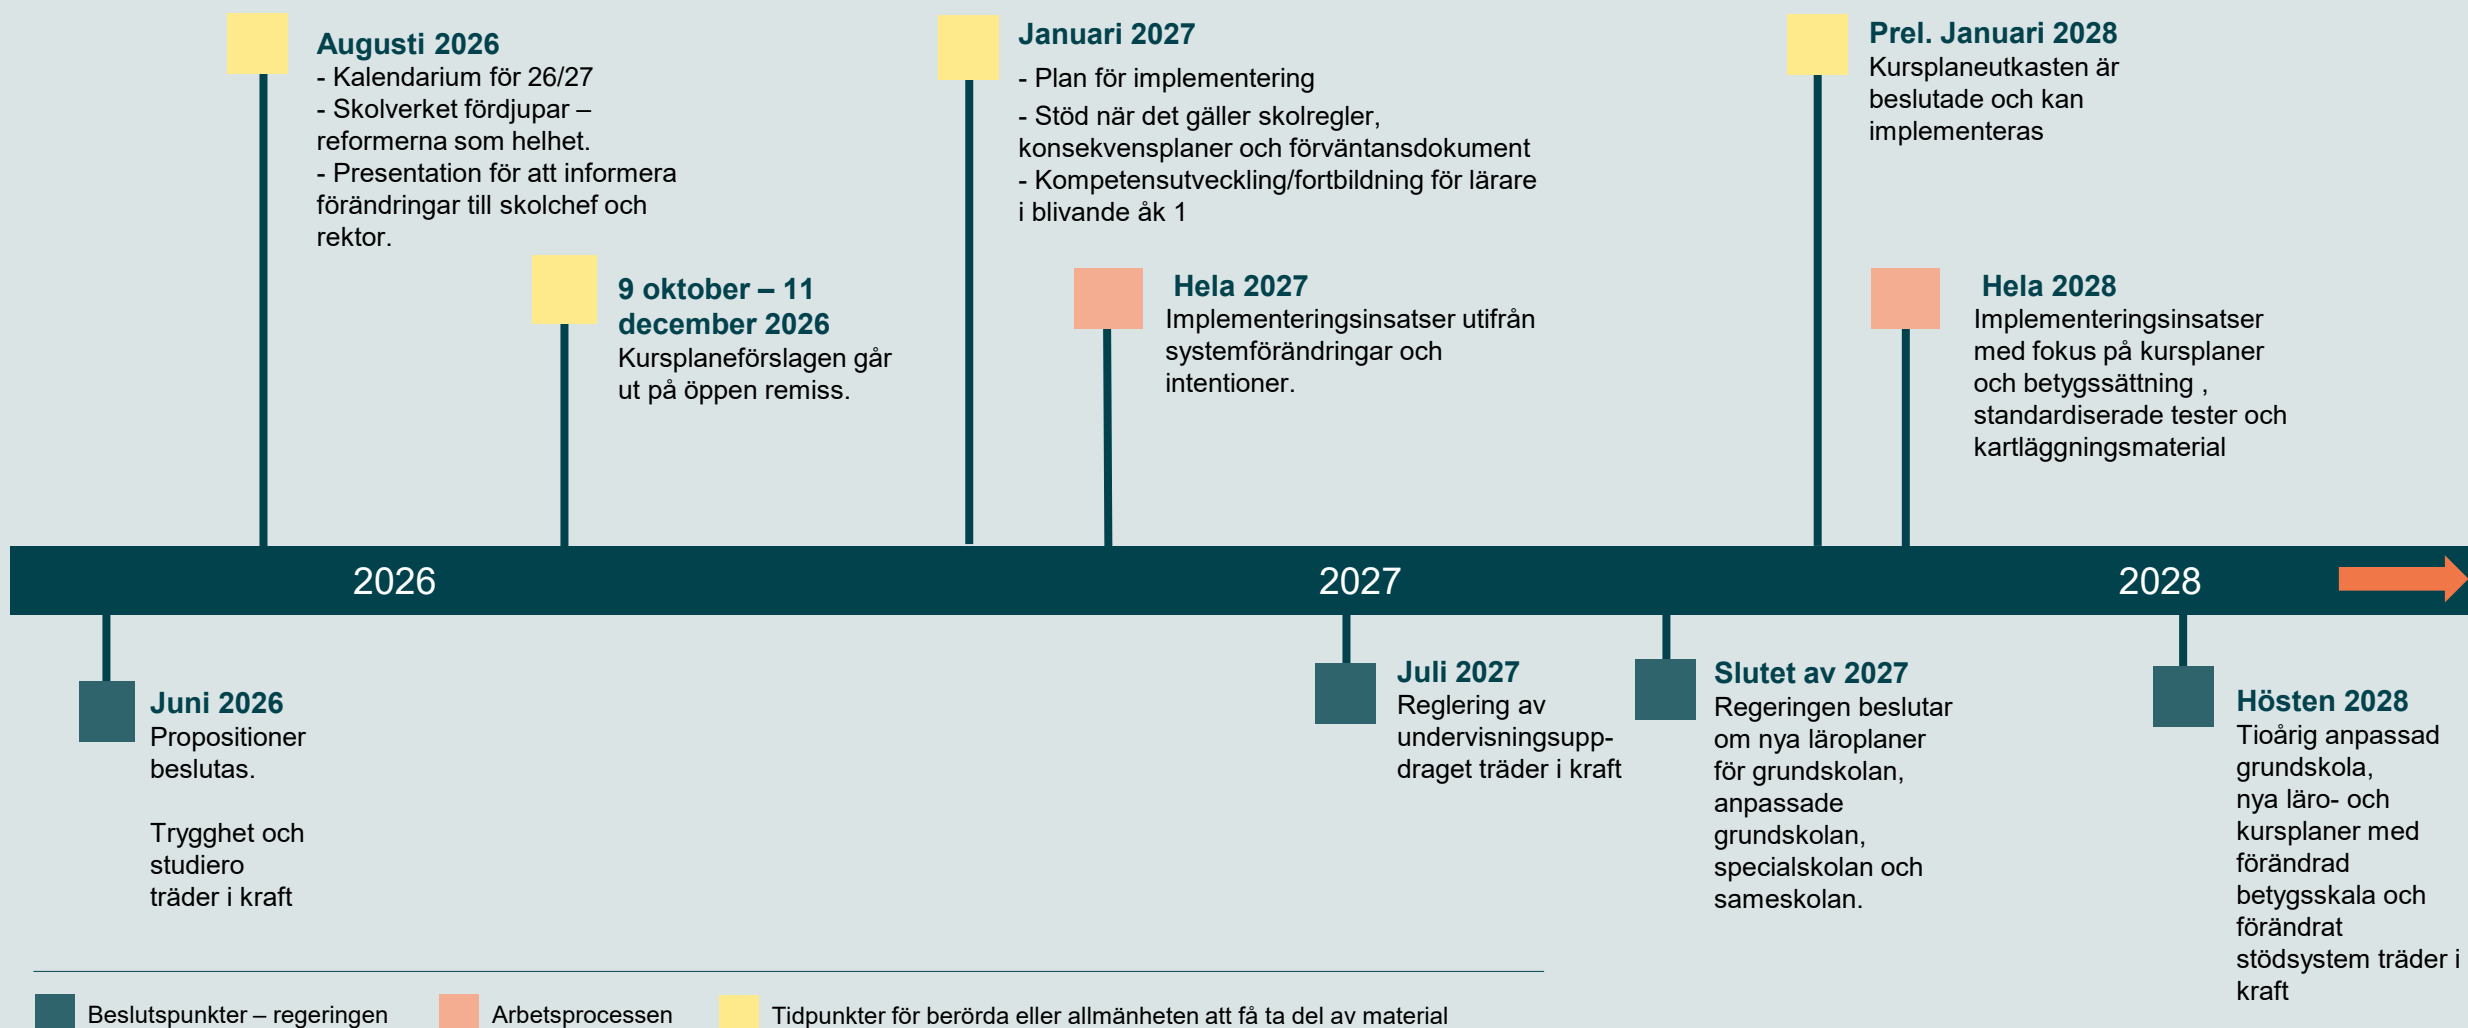 Augusti 2026
- Kalendarium för 26/27
- Skolverket fördjupar –
reformerna som helhet.
- Presentation för att informera
förändringar till skolchef och
rektor.
9 oktober – 11
december 2026
Kursplaneförslagen går
ut på öppen remiss.
Januari 2027
- Plan för implementering
- Stöd när det gäller skolregler,
konsekvensplaner och förväntansdokument
- Kompetensutveckling/fortbildning för lärare
i blivande åk 1
Hela 2027
Implementeringsinsatser utifrån
systemförändringar och
intentioner.
Prel. Januari 2028
Kursplaneutkasten är
beslutade och kan
implementeras
Hela 2028
Implementeringsinsatser
med fokus på kursplaner
och betygssättning ,
standardiserade tester och
kartläggningsmaterial
2026
2027
2028
Juni 2026
Propositioner
beslutas.
Trygghet och
studiero
träder i kraft
Juli 2027
Reglering av
undervisningsupp-
draget träder i kraft
Slutet av 2027
Regeringen beslutar
om nya läroplaner
för grundskolan,
anpassade
grundskolan,
specialskolan och
sameskolan.
Hösten 2028
Tioårig anpassad
grundskola,
nya läro- och
kursplaner med
förändrad
betygsskala och
förändrat
stödsystem träder i
kraft
Beslutspunkter – regeringen
Arbetsprocessen
Tidpunkter för berörda eller allmänheten att få ta del av material